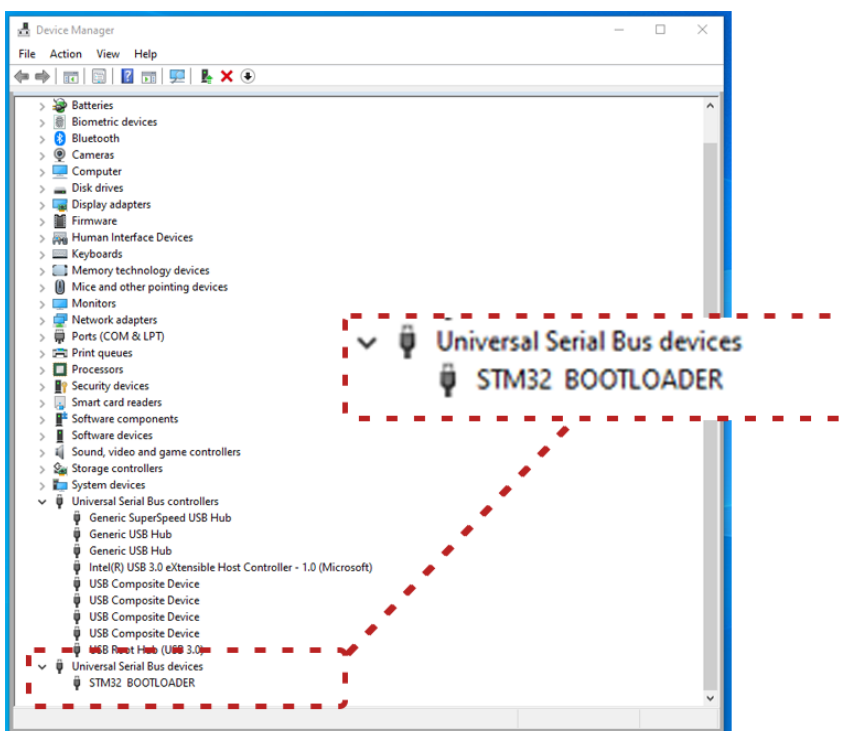 Device Manager
File Action View Help
Batteries
Biometric devices
Bluetooth
Cameras
Computer
Disk drives
Display adapters
Firmware
Human Interface Devices
Keyboards
Memory technology devices
Mice and other pointing devices
Monitors
Network adapters
Ports (COM & LPT)
Print queues
Processors
Security devices
Smart card readers
Software components
Software devices
Sound, video and game controllers
Storage controllers
System devices
Universal Serial Bus controllers
Generic SuperSpeed USB Hub
Generic USB Hub
Generic USB Hub
Intel(R) USB 3.0 eXtensible Host Controller - 1.0 (Microsoft)
USB Composite Device
USB Composite Device
USB Composite Device
USB Composite Device
USB Root Hub (USB 3.0)
Universal Serial Bus devices
STM32 BOOTLOADER
Universal Serial Bus devices
STM32 BOOTLOADER